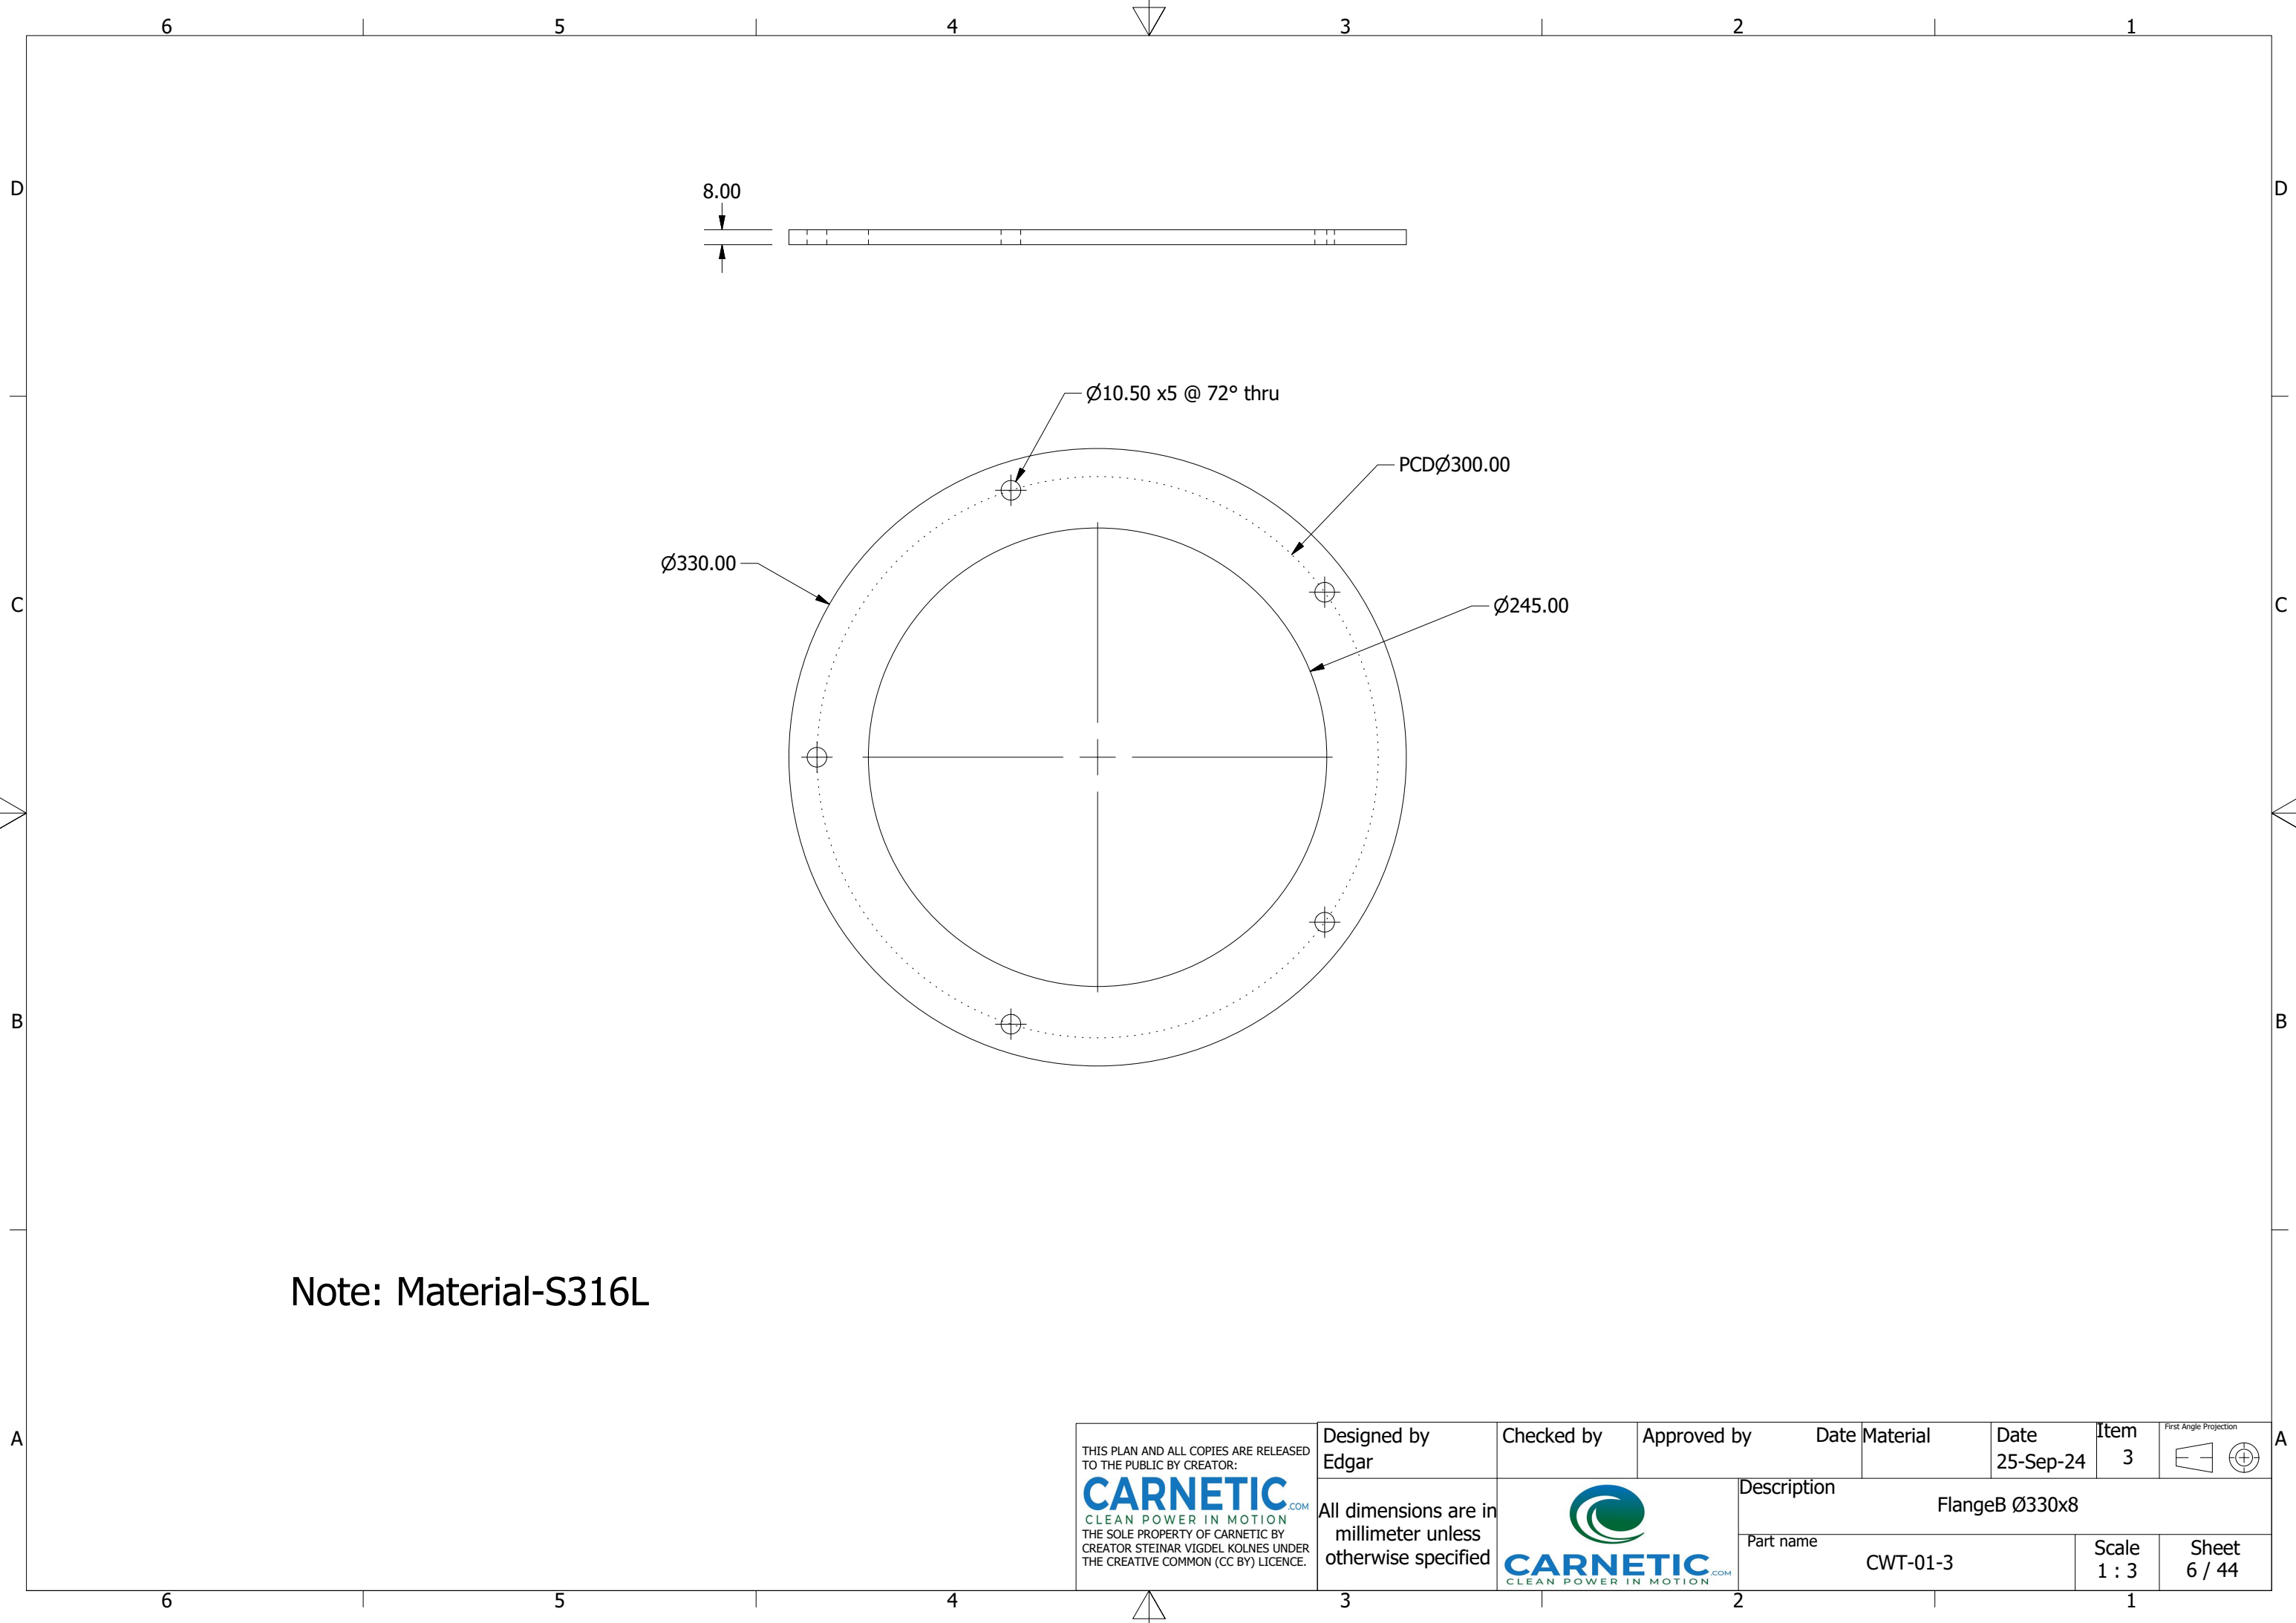 6 5 4 3 2 1
D D
8.00
Ø10.50 x5 @ 72° thru
PCDØ300.00
Ø330.00
Ø245.00
C C
B B
Note: Material-S316L
A A
THIS PLAN AND ALL COPIES ARE RELEASED
TO THE PUBLIC BY CREATOR:
CARNETIC.COM
CLEAN POWER IN MOTION
THE SOLE PROPERTY OF CARNETIC BY
CREATOR STEINAR VIGDEL KOLNES UNDER
THE CREATIVE COMMON (CC BY) LICENCE.
Designed by
Edgar
Checked by
Approved by
Date
Material
Date
25-Sep-24
Item
3
First Angle Projection
All dimensions are in
millimeter unless
otherwise specified
CARNETIC.COM
CLEAN POWER IN MOTION
Description
FlangeB Ø330x8
Part name
CWT-01-3
Scale
1 : 3
Sheet
6 / 44
6 5 4 3 2 1